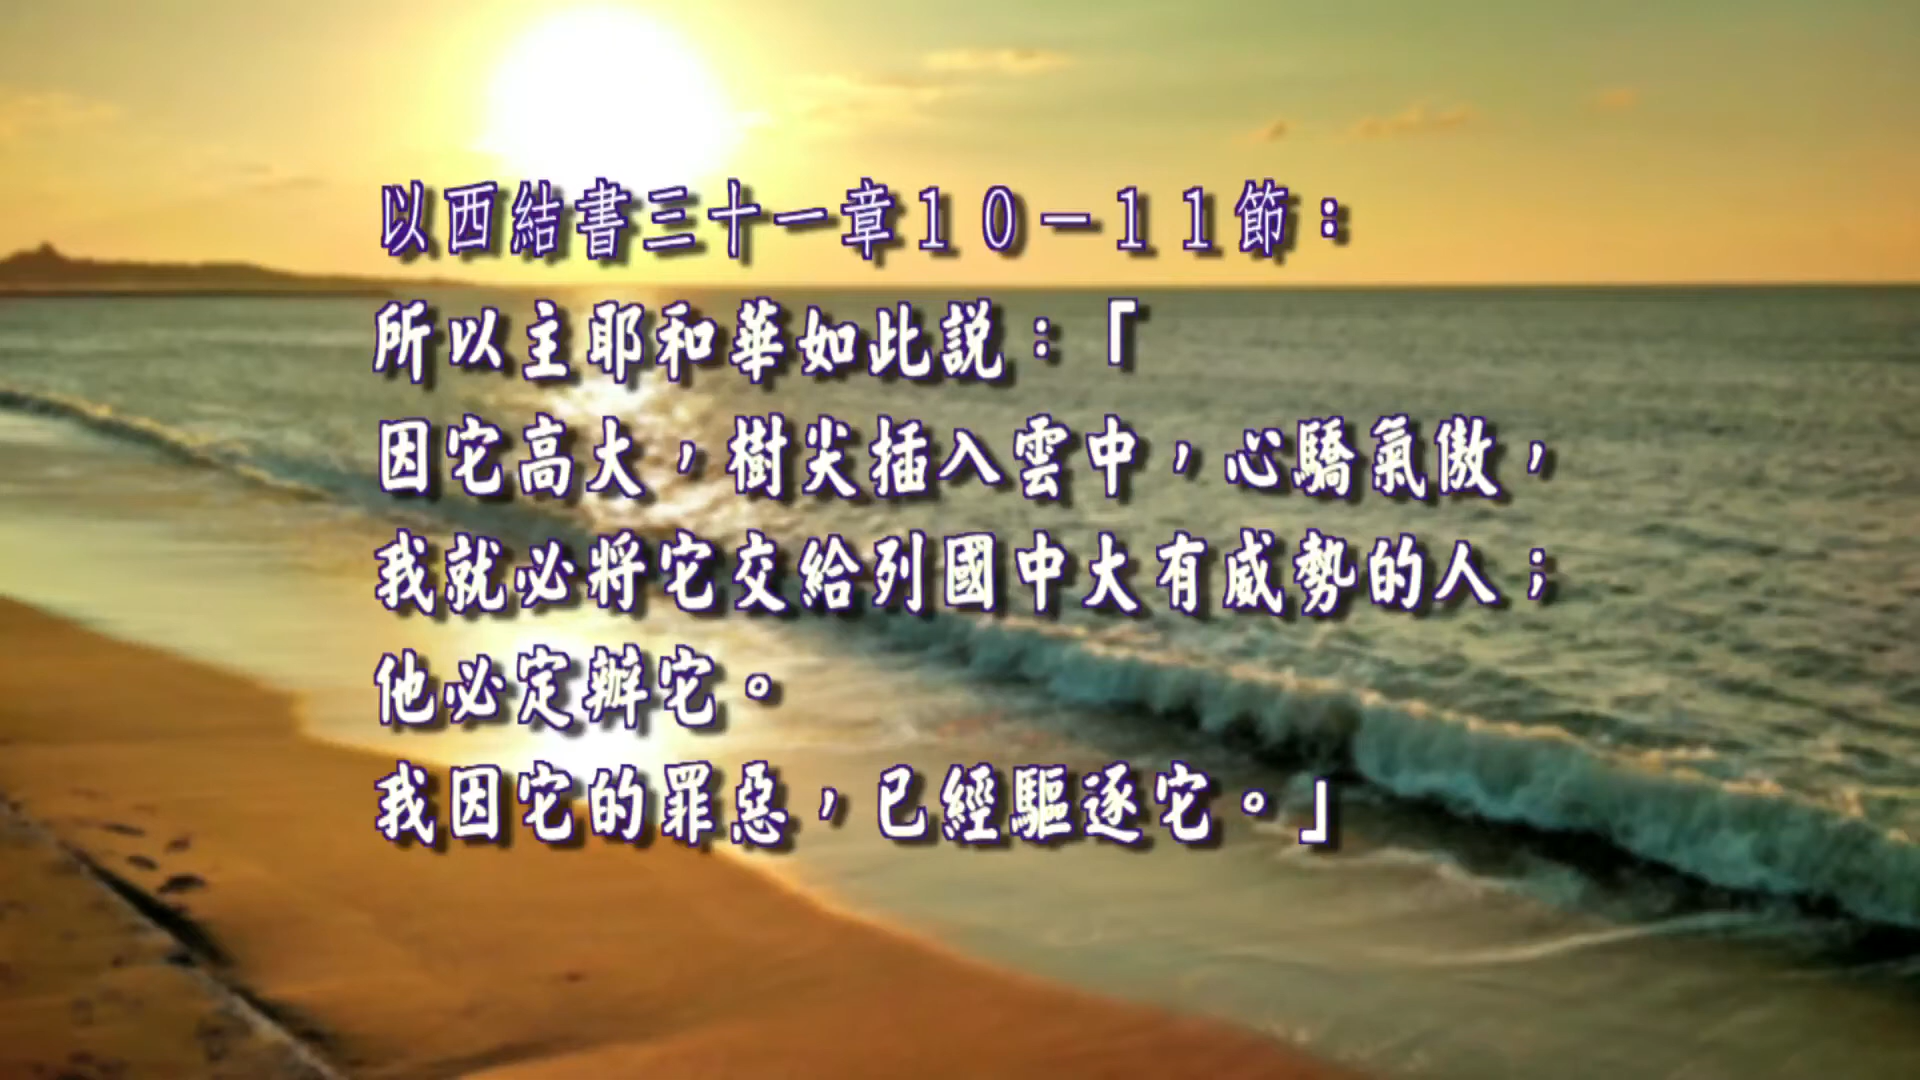 以西結書三十一章１０－１１節：
所以主耶和華如此説：「
因它高大，樹尖插入雲中，心驕氣傲，
我就必將它交給列國中大有威勢的人；
他必定辦它。
我因它的罪惡，已經驅逐它。」